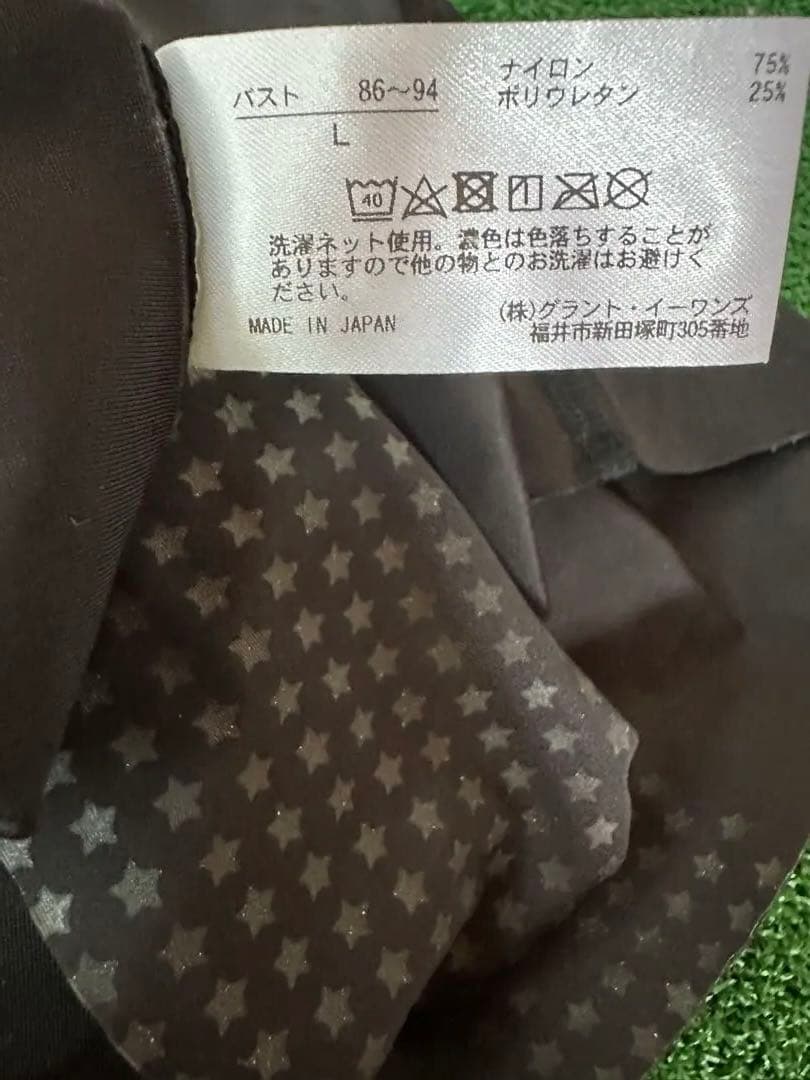 バスト 86～94
L
ナイロン 75%
ポリウレタン 25%
40
洗濯ネット使用。濃色は色落ちすることが
ありますので他の物とのお洗濯はお避けく
ださい。
MADE IN JAPAN
(株)グラント・イーワンズ
福井市新田塚町305番地